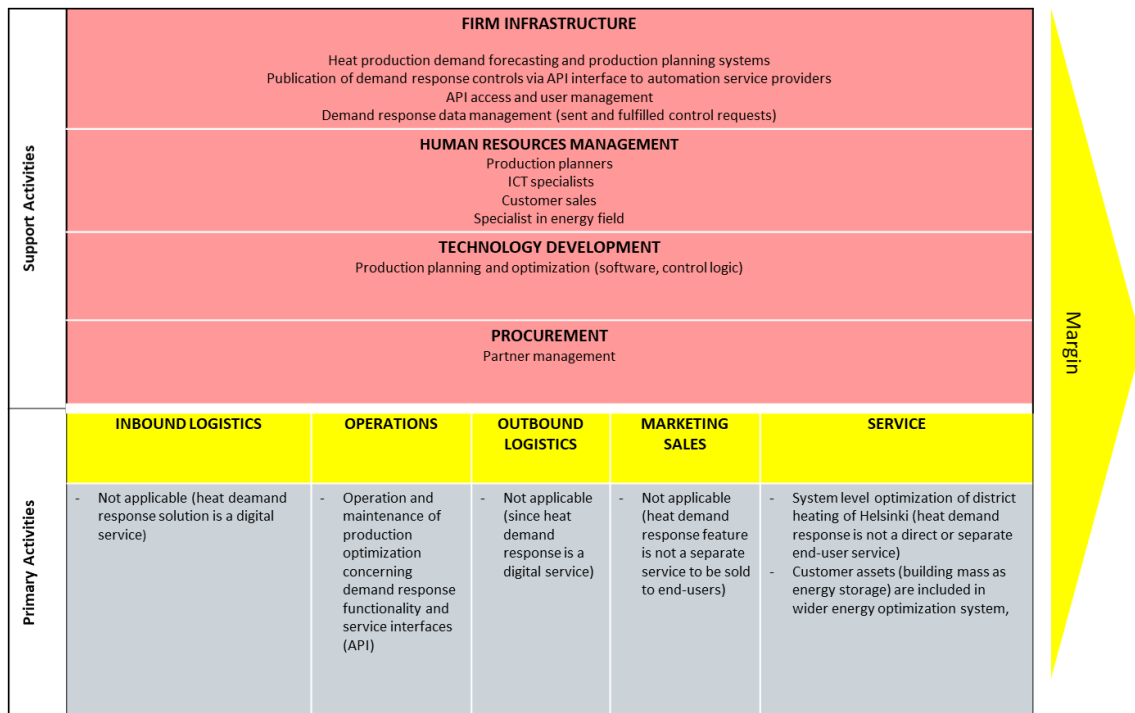 Support Activities
FIRM INFRASTRUCTURE
Heat production demand forecasting and production planning systems
Publication of demand response controls via API interface to automation service providers
API access and user management
Demand response data management (sent and fulfilled control requests)
HUMAN RESOURCES MANAGEMENT
Production planners
ICT specialists
Customer sales
Specialist in energy field
TECHNOLOGY DEVELOPMENT
Production planning and optimization (software, control logic)
PROCUREMENT
Partner management
Margin
Primary Activities
INBOUND LOGISTICS
- Not applicable (heat deamand
response solution is a digital
service)
OPERATIONS
- Operation and
maintenance of
production
optimization
concerning
demand response
functionality and
service interfaces
(API)
OUTBOUND
LOGISTICS
- Not applicable
(since heat
demand
response is a
digital service)
MARKETING
SALES
- Not applicable
(heat demand
response feature
is not a separate
service to be sold
to end-users)
SERVICE
- System level optimization of district
heating of Helsinki (heat demand
response is not a direct or separate
end-user service)
- Customer assets (building mass as
energy storage) are included in
wider energy optimization system,